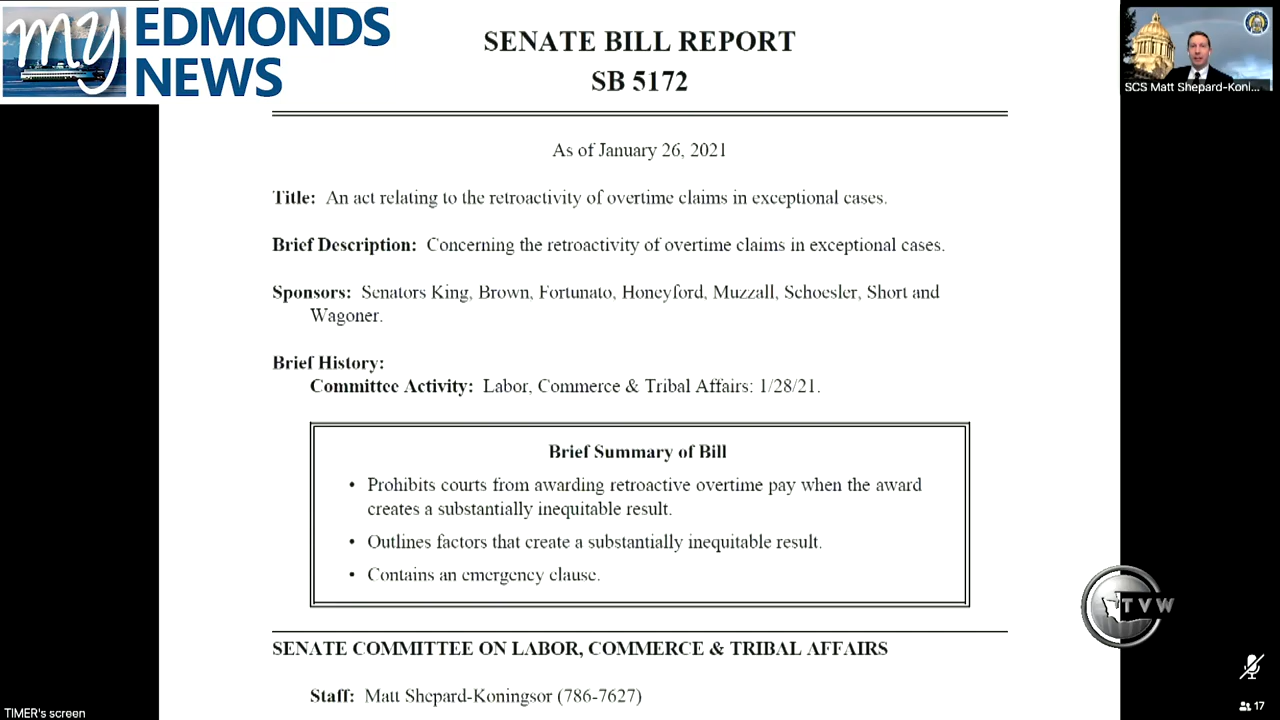 my EDMONDS
NEWS
SENATE BILL REPORT
SB 5172
SCS Matt Shepard-Koni...
As of January 26, 2021
Title: An act relating to the retroactivity of overtime claims in exceptional cases.
Brief Description: Concerning the retroactivity of overtime claims in exceptional cases.
Sponsors: Senators King, Brown, Fortunato, Honeyford, Muzzall, Schoesler, Short and
Wagoner.
Brief History:
Committee Activity: Labor, Commerce & Tribal Affairs: 1/28/21.
Brief Summary of Bill
• Prohibits courts from awarding retroactive overtime pay when the award
creates a substantially inequitable result.
• Outlines factors that create a substantially inequitable result.
• Contains an emergency clause.
TVW
SENATE COMMITTEE ON LABOR, COMMERCE & TRIBAL AFFAIRS
Staff: Matt Shepard-Koningsor (786-7627)
TIMER's screen
17